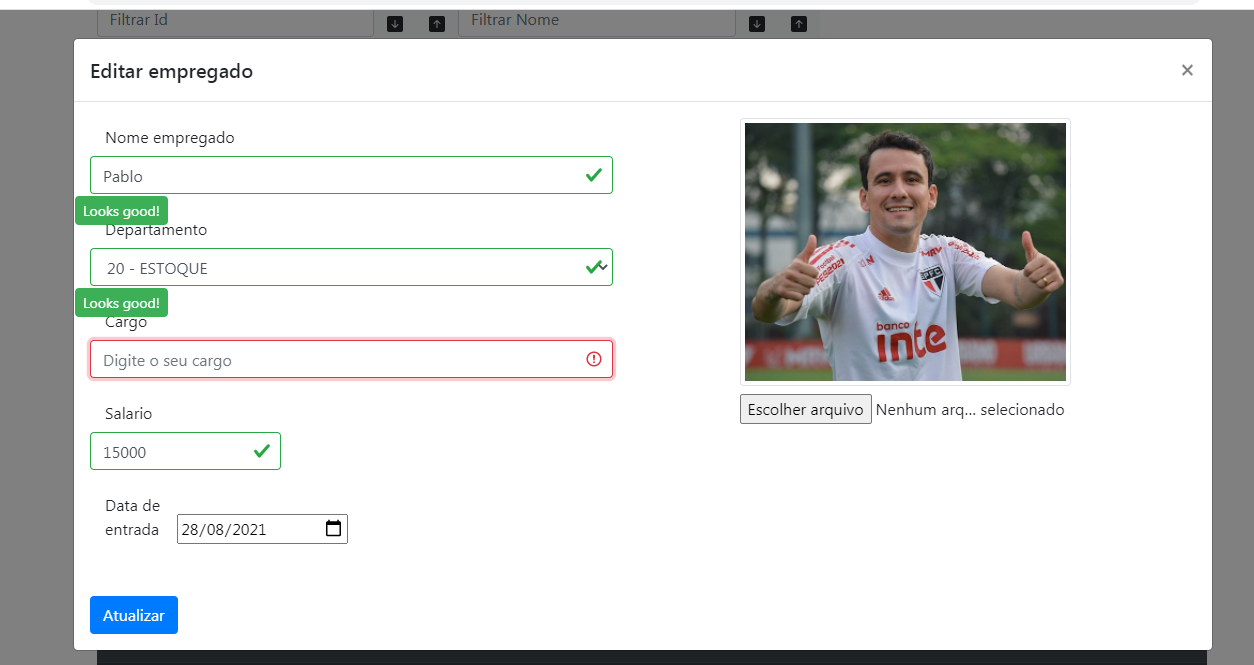 Filtrar Id
Filtrar Nome
Editar empregado
×
Nome empregado
Pablo
Looks good!
Departamento
20 - ESTOQUE
Looks good!
Cargo
Digite o seu cargo
Salario
15000
Data de
entrada
28/08/2021
Atualizar
SPFC
banco
inte
Escolher arquivo
Nenhum arq... selecionado